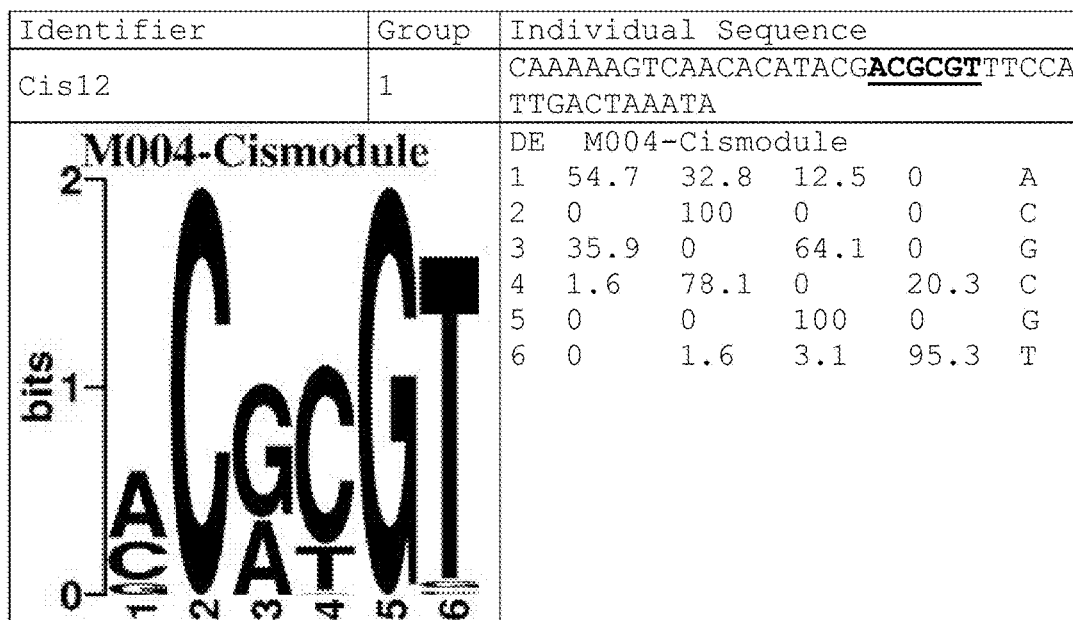 Identifier Group Individual Sequence
Cis12 1 CAAAAAGTCAACACATACGACGCGTTTCCA
TTGACTAAATA
M004-Cismodule
2
1
0
bits
A C G C G T
C A T
1 2 3 4 5 6
DE M004-Cismodule
1 54.7 32.8 12.5 0 A
2 0 100 0 0 C
3 35.9 0 64.1 0 G
4 1.6 78.1 0 20.3 C
5 0 0 100 0 G
6 0 1.6 3.1 95.3 T